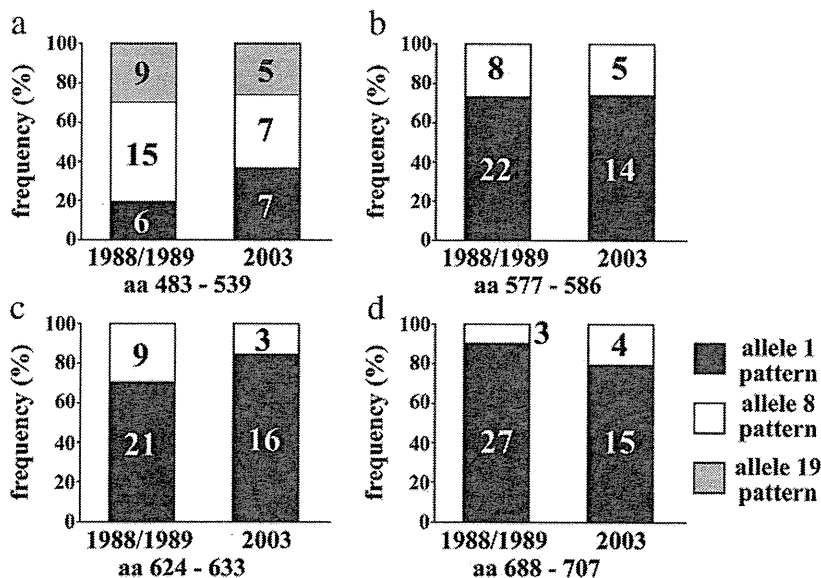 a
frequency (%)
100
80
60
40
20
0
9
15
6
5
7
7
1988/1989 2003
aa 483 - 539
b
frequency (%)
100
80
60
40
20
0
8
22
5
14
1988/1989 2003
aa 577 - 586
c
frequency (%)
100
80
60
40
20
0
9
21
3
16
1988/1989 2003
aa 624 - 633
d
frequency (%)
100
80
60
40
20
0
3
27
4
15
1988/1989 2003
aa 688 - 707
allele 1
pattern
allele 8
pattern
allele 19
pattern